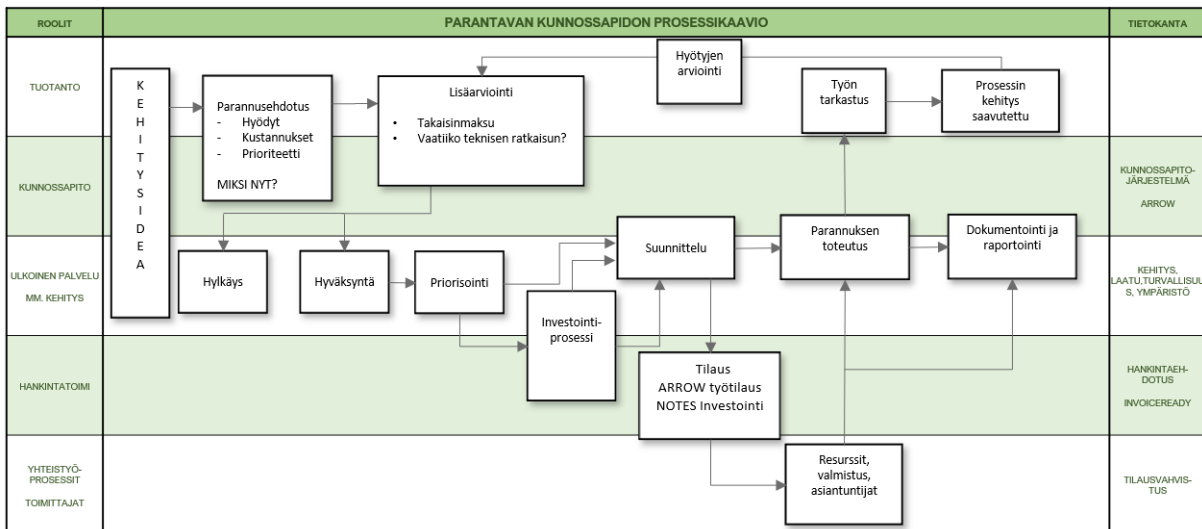 ROOLIT
PARANTAVAN KUNNOSSAPIDON PROSESSIKAAVIO
TIETOKANTA
TUOTANTO
K
E
H
I
T
Y
S
I
D
E
A
Parannusehdotus
- Hyödyt
- Kustannukset
- Prioriteetti
MIKSI NYT?
Lisäarviointi
• Takaisinmaksu
• Vaatiiko teknisen ratkaisun?
Hyötyjen
arviointi
Työn
tarkastus
Prosessin
kehitys
saavutettu
KUNNOSSAPITO
KUNNOSSAPITO-
JÄRJESTELMÄ
ARROW
ULKOINEN PALVELU
MM. KEHITYS
Hylkäys
Hyväksyntä
Priorisointi
Investointi-
prosessi
Suunnittelu
Parannuksen
toteutus
Dokumentointi ja
raportointi
KEHITYS,
LAATU,TURVALLISUU
S, YMPÄRISTÖ
HANKINTATOIMI
Tilaus
ARROW työtilaus
NOTES Investointi
HANKINTAEH-
DOTUS
INVOICEREADY
YHTEISTYÖ-
PROSESSIT
TOIMITTAJAT
Resurssit,
valmistus,
asiantuntijat
TILAUSVAHVIS-
TUS